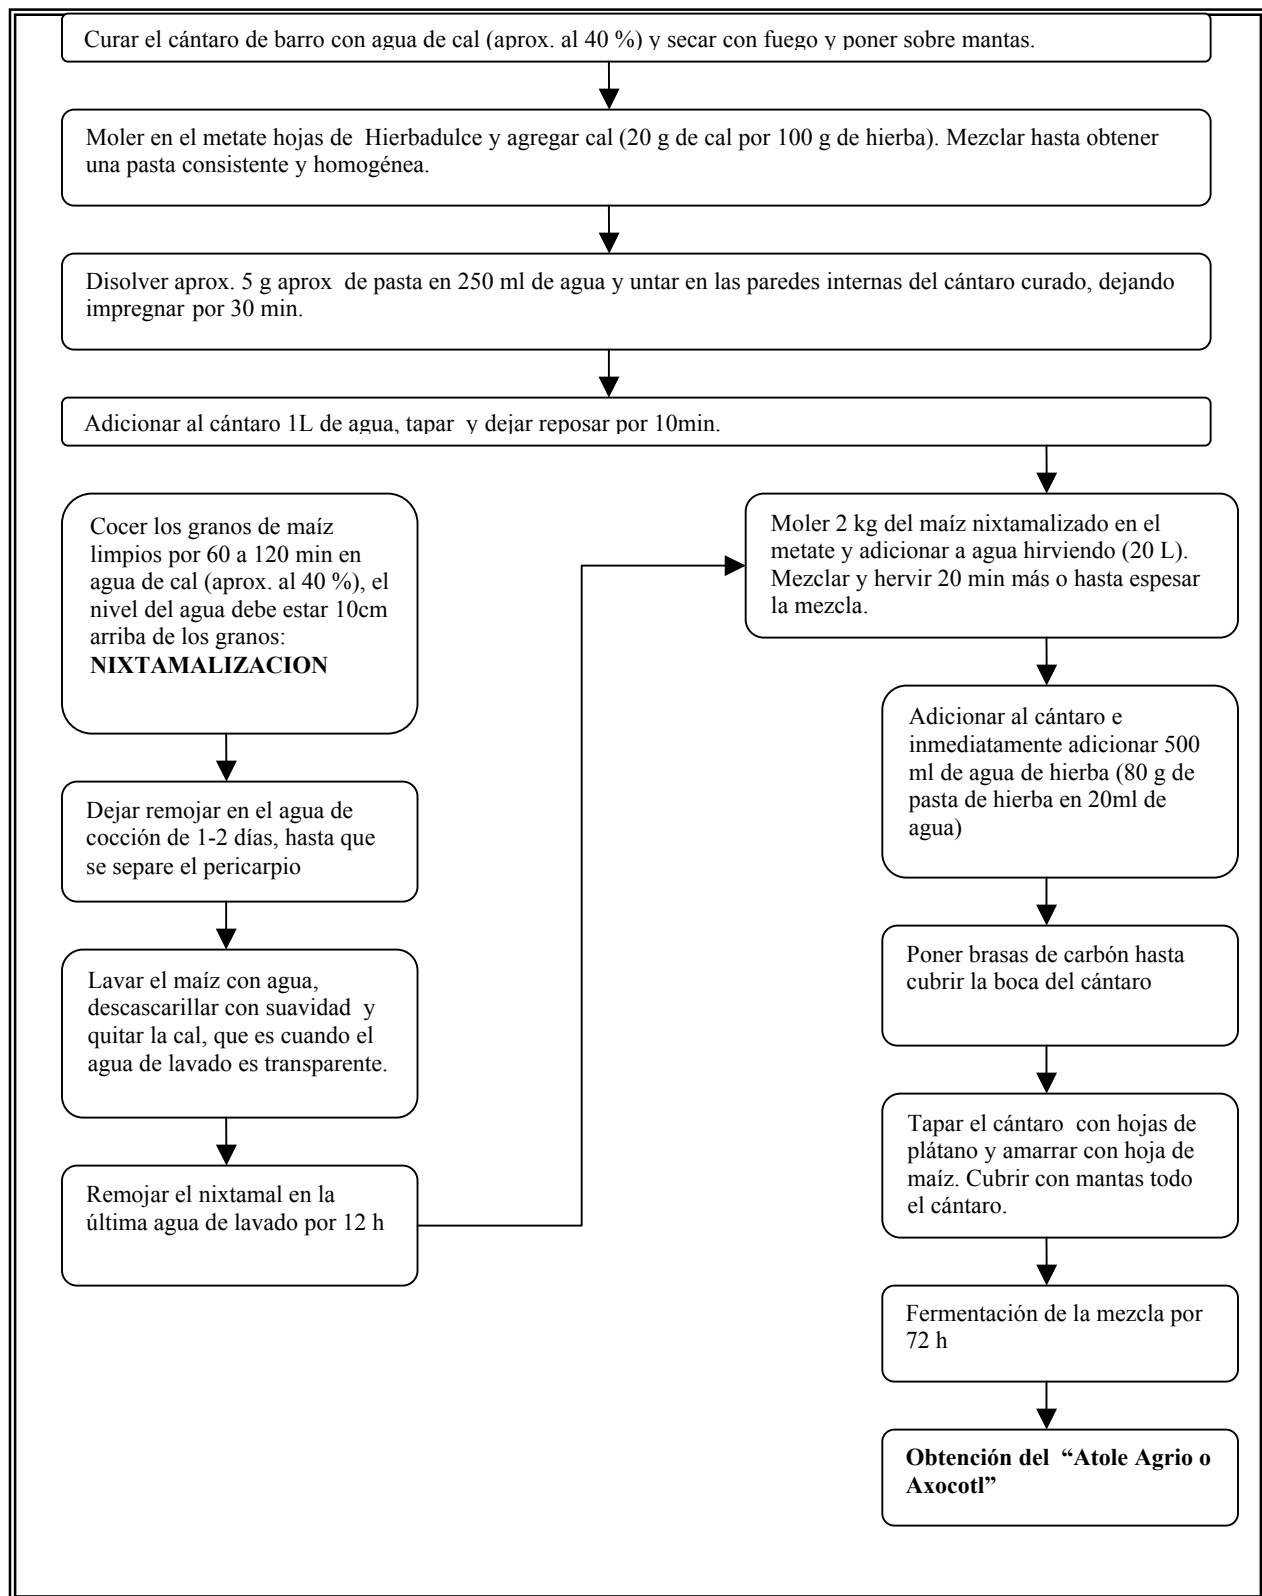 Curar el cántaro de barro con agua de cal (aprox. al 40 %) y secar con fuego y poner sobre mantas.
Moler en el metate hojas de  Hierbadulce y agregar cal (20 g de cal por 100 g de hierba). Mezclar hasta obtener
una pasta consistente y homogénea.
Disolver aprox. 5 g aprox  de pasta en 250 ml de agua y untar en las paredes internas del cántaro curado, dejando
impregnar por 30 min.
Adicionar al cántaro 1L de agua, tapar  y dejar reposar por 10min.
Cocer los granos de maíz
limpios por 60 a 120 min en
agua de cal (aprox. al 40 %), el
nivel del agua debe estar 10cm
arriba de los granos:
NIXTAMALIZACION
Dejar remojar en el agua de
cocción de 1-2 días, hasta que
se separe el pericarpio
Lavar el maíz con agua,
descascarillar con suavidad  y
quitar la cal, que es cuando el
agua de lavado es transparente.
Remojar el nixtamal en la
última agua de lavado por 12 h
Moler 2 kg del maíz nixtamalizado en el
metate y adicionar a agua hirviendo (20 L).
Mezclar y hervir 20 min más o hasta espesar
la mezcla.
Adicionar al cántaro e
inmediatamente adicionar 500
ml de agua de hierba (80 g de
pasta de hierba en 20ml de
agua)
Poner brasas de carbón hasta
cubrir la boca del cántaro
Tapar el cántaro  con hojas de
plátano y amarrar con hoja de
maíz. Cubrir con mantas todo
el cántaro.
Fermentación de la mezcla por
72 h
Obtención del  “Atole Agrio o
Axocotl”